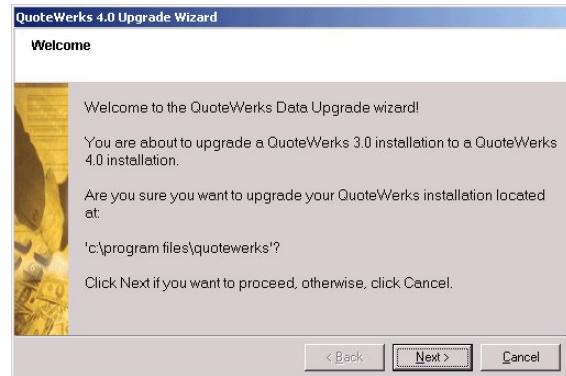 QuoteWerks 4.0 Upgrade Wizard
Welcome
Welcome to the QuoteWerks Data Upgrade wizard!
You are about to upgrade a QuoteWerks 3.0 installation to a QuoteWerks
4.0 installation.
Are you sure you want to upgrade your QuoteWerks installation located
at:
'c:\program files\quotewerks'?
Click Next if you want to proceed, otherwise, click Cancel.
< Back
Next >
Cancel